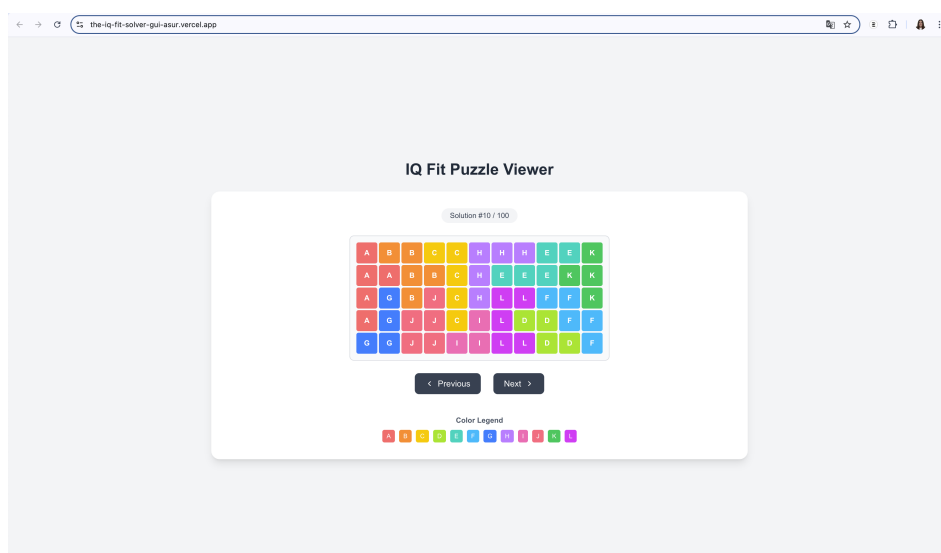 the-iq-fit-solver-gui-asur.vercel.app
IQ Fit Puzzle Viewer
Solution #10 / 100
A B B C C H H H E E K
A A B B C H E E E K K
A G B J C H L L F F K
A G J J C I L D D F F
G G J J I I L L D D F
Previous Next
Color Legend
A B C D E F G H I J K L